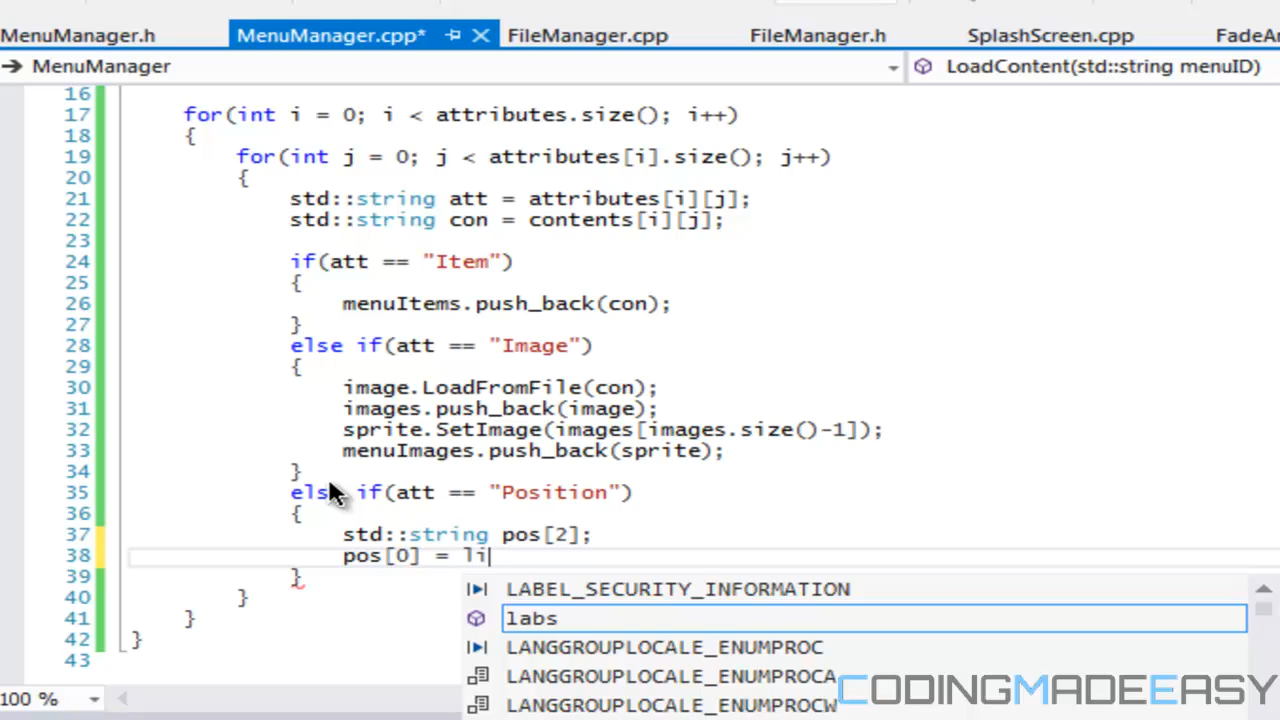 MenuManager.h MenuManager.cpp* FileManager.cpp FileManager.h SplashScreen.cpp FadeAn
MenuManager LoadContent(std::string menuID)
16
17 for(int i = 0; i < attributes.size(); i++)
18 {
19 for(int j = 0; j < attributes[i].size(); j++)
20 {
21 std::string att = attributes[i][j];
22 std::string con = contents[i][j];
23
24 if(att == "Item")
25 {
26 menuItems.push_back(con);
27 }
28 else if(att == "Image")
29 {
30 image.LoadFromFile(con);
31 images.push_back(image);
32 sprite.SetImage(images[images.size()-1]);
33 menuImages.push_back(sprite);
34 }
35 else if(att == "Position")
36 {
37 std::string pos[2];
38 pos[0] = li
39 }
40 }
41 }
42 }
43
LABEL_SECURITY_INFORMATION
labs
LANGGROUPLOCALE_ENUMPROC
LANGGROUPLOCALE_ENUMPROCA
LANGGROUPLOCALE_ENUMPROCW
100 %
CODINGMADEEASY